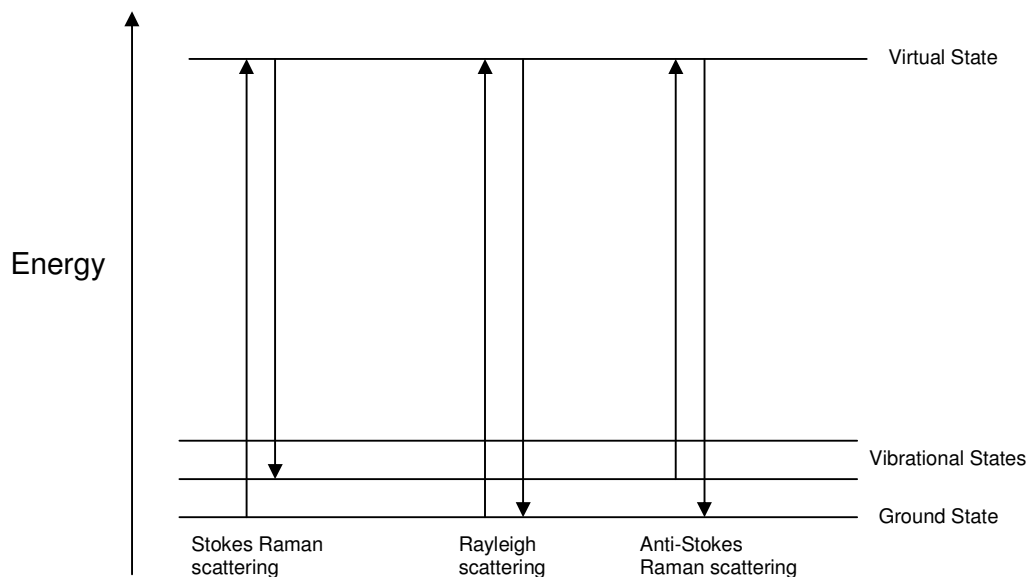 Virtual State
Energy
Vibrational States
Ground State
Stokes Raman
scattering
Rayleigh
scattering
Anti-Stokes
Raman scattering